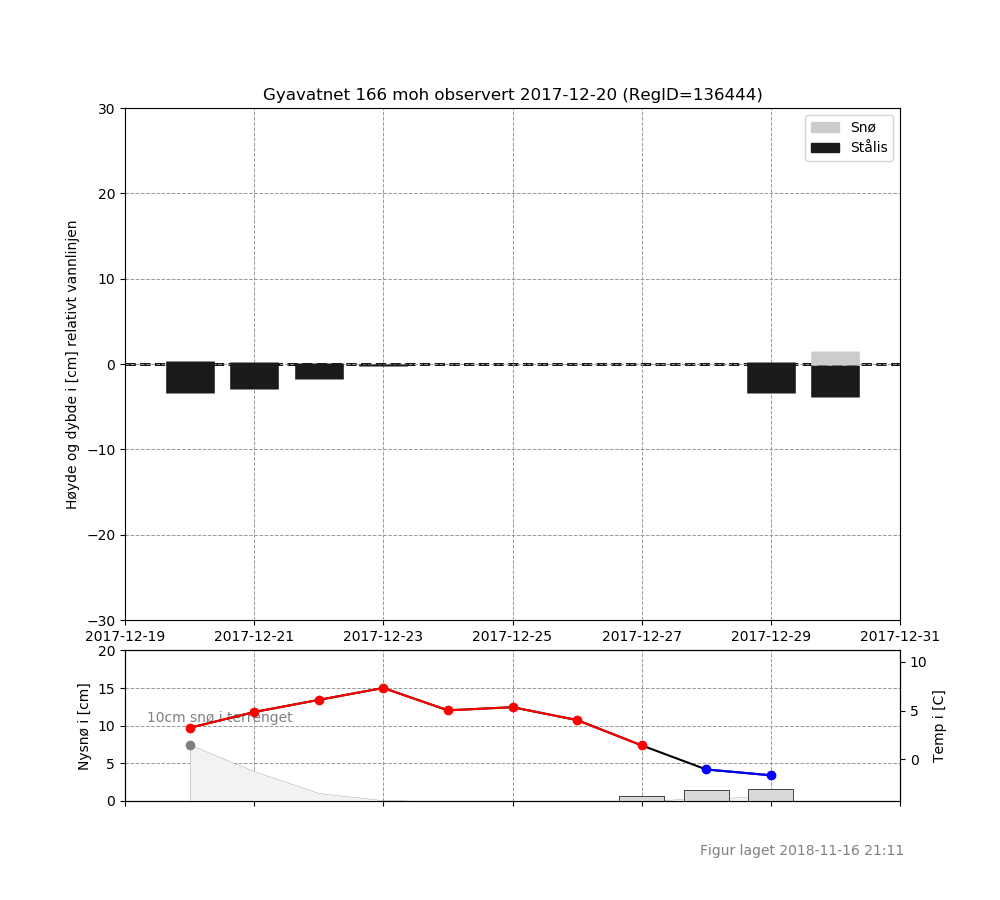 Gyavatnet 166 moh observert 2017-12-20 (RegID=136444)
30
20
10
0
−10
−20
−30
Høyde og dybde i [cm] relativt vannlinjen
Snø
Stålis
2017-12-19 2017-12-21 2017-12-23 2017-12-25 2017-12-27 2017-12-29 2017-12-31
20
15
10
5
0
Nysnø i [cm]
10cm snø i terrenget
10
5
0
Temp i [C]
Figur laget 2018-11-16 21:11